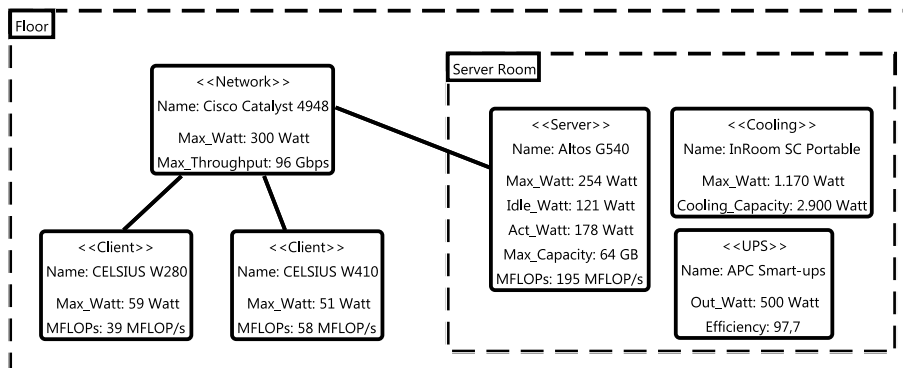 Floor
<<Network>>
Name: Cisco Catalyst 4948
Max_Watt: 300 Watt
Max_Throughput: 96 Gbps
<<Client>>
Name: CELSIUS W280
Max_Watt: 59 Watt
MFLOPs: 39 MFLOP/s
<<Client>>
Name: CELSIUS W410
Max_Watt: 51 Watt
MFLOPs: 58 MFLOP/s
Server Room
<<Server>>
Name: Altos G540
Max_Watt: 254 Watt
Idle_Watt: 121 Watt
Act_Watt: 178 Watt
Max_Capacity: 64 GB
MFLOPs: 195 MFLOP/s
<<Cooling>>
Name: InRoom SC Portable
Max_Watt: 1.170 Watt
Cooling_Capacity: 2.900 Watt
<<UPS>>
Name: APC Smart-ups
Out_Watt: 500 Watt
Efficiency: 97,7